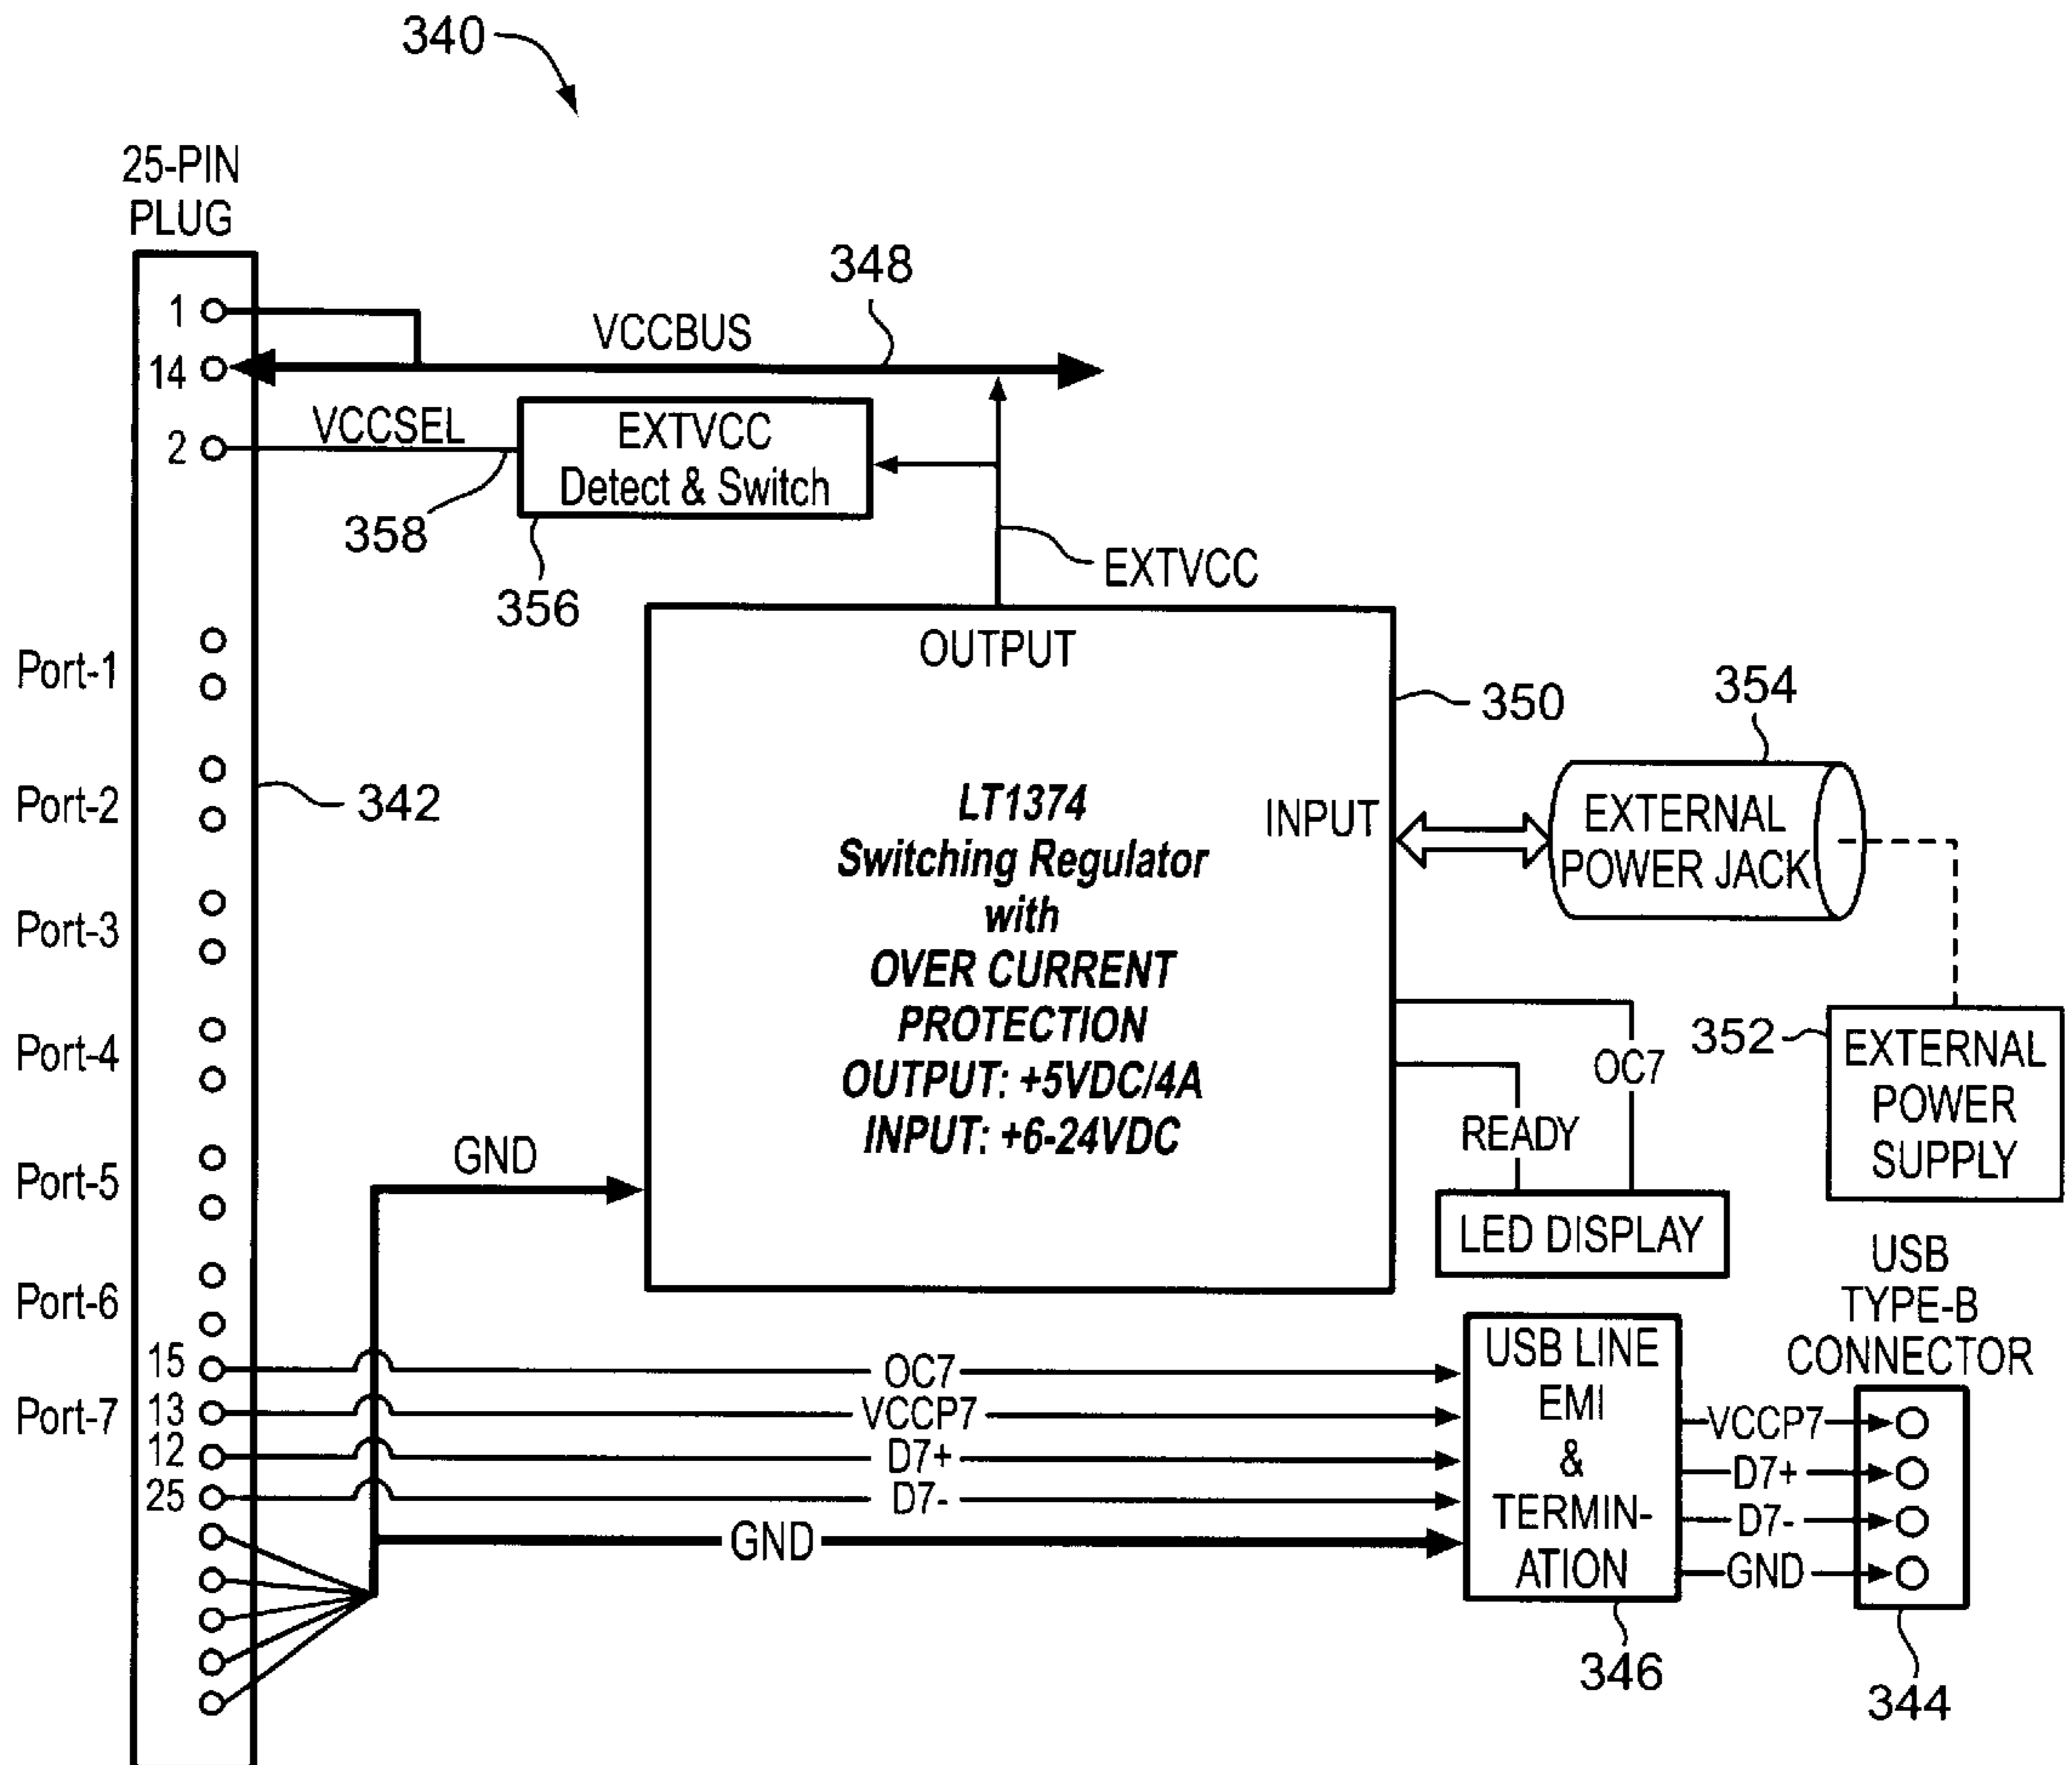 340
25-PIN
PLUG
1
VCCBUS
348
14
2
VCCSEL
EXTVCC
Detect & Switch
358
356
EXTVCC
OUTPUT
Port-1
350
354
Port-2
342
LT1374
Switching Regulator
with
OVER CURRENT
PROTECTION
OUTPUT: +5VDC/4A
INPUT: +6-24VDC
INPUT
EXTERNAL
POWER JACK
Port-3
Port-4
352
EXTERNAL
POWER
SUPPLY
OC7
READY
LED DISPLAY
Port-5
GND
Port-6
USB
TYPE-B
CONNECTOR
15
OC7
Port-7
13
VCCP7
12
D7+
25
D7-
GND
USB LINE
EMI
&
TERMIN-
ATION
VCCP7
D7+
D7-
GND
346
344